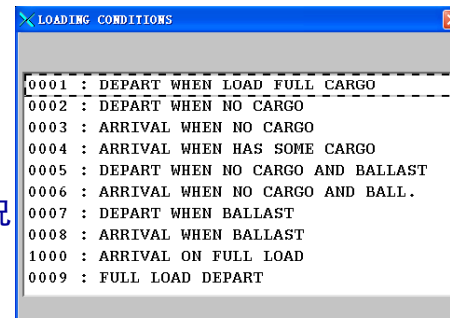 LOADING CONDITIONS
0001 : DEPART WHEN LOAD FULL CARGO
0002 : DEPART WHEN NO CARGO
0003 : ARRIVAL WHEN NO CARGO
0004 : ARRIVAL WHEN HAS SOME CARGO
0005 : DEPART WHEN NO CARGO AND BALLAST
0006 : ARRIVAL WHEN NO CARGO AND BALL.
0007 : DEPART WHEN BALLAST
0008 : ARRIVAL WHEN BALLAST
1000 : ARRIVAL ON FULL LOAD
0009 : FULL LOAD DEPART